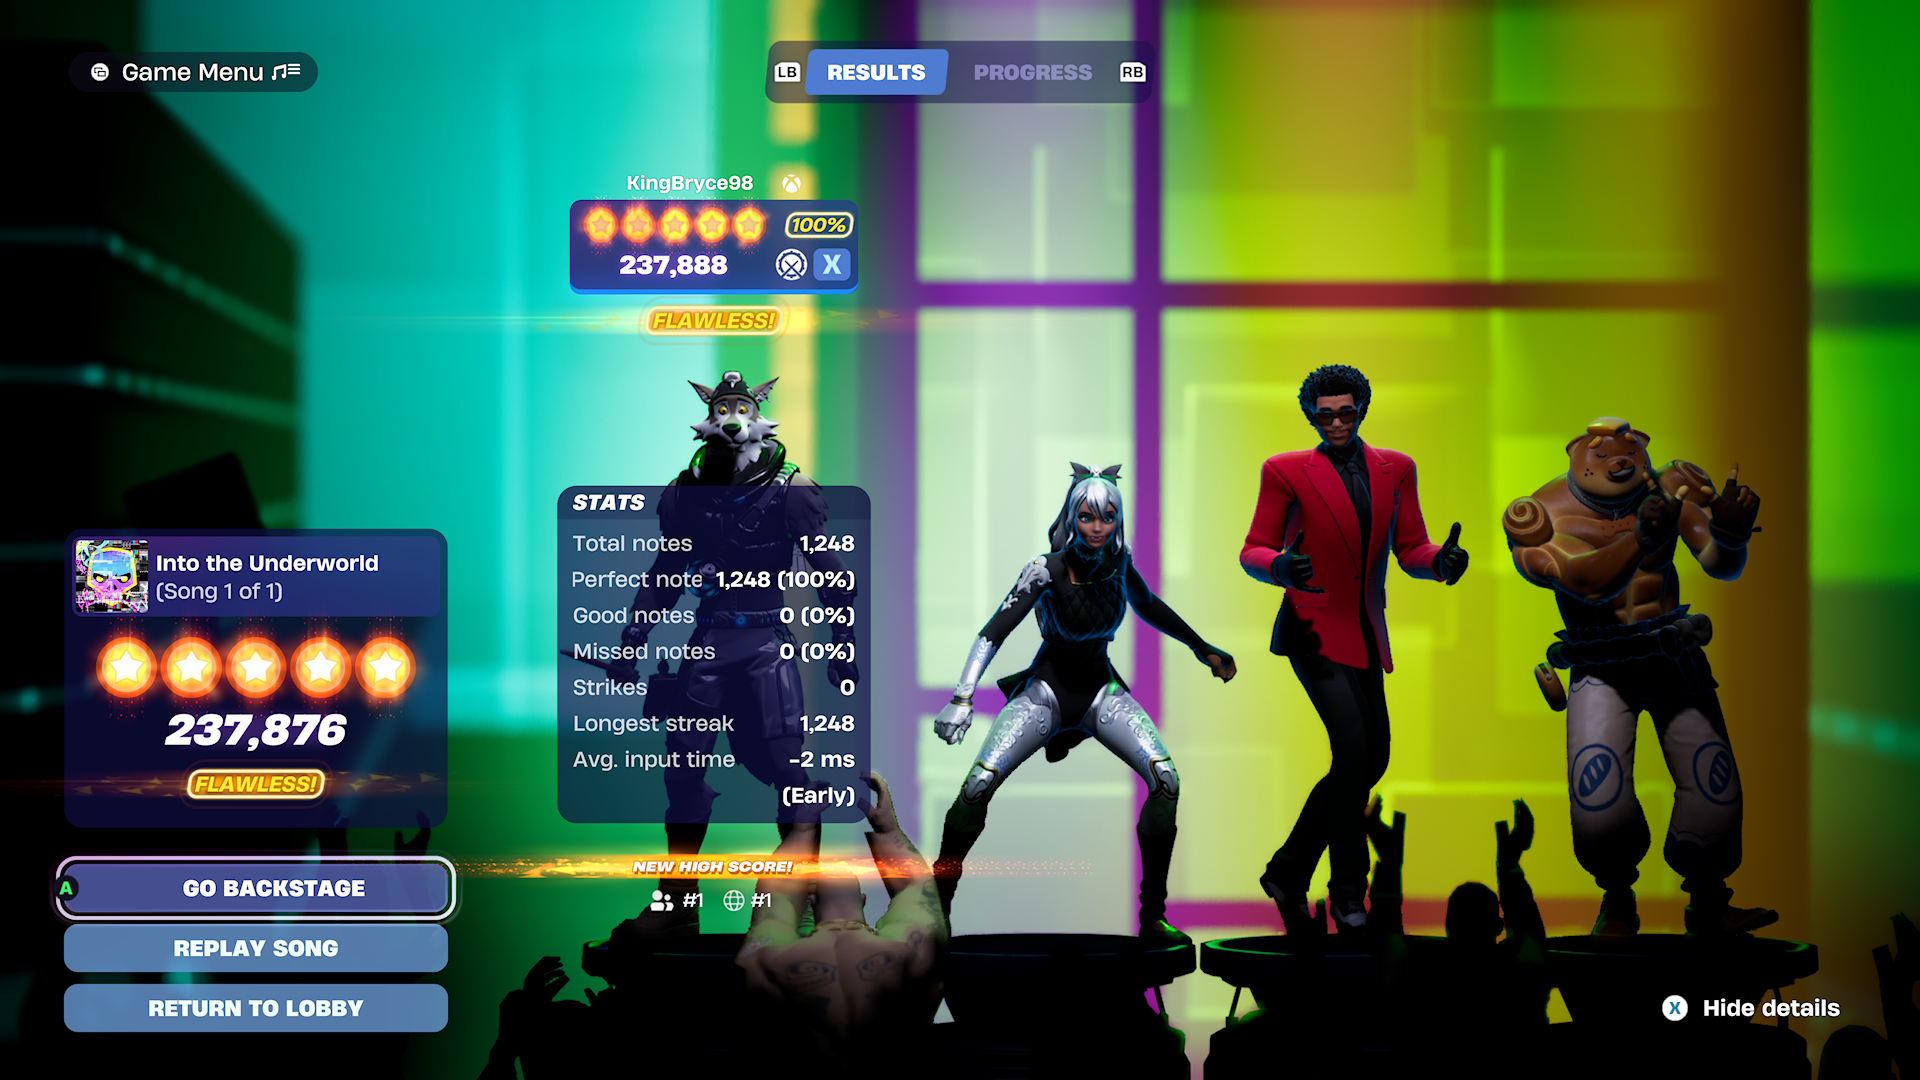 Game Menu
LB RESULTS PROGRESS RB
KingBryce98
100%
237,888
X
FLAWLESS!
STATS
Total notes 1,248
Perfect note 1,248 (100%)
Good notes 0 (0%)
Missed notes 0 (0%)
Strikes 0
Longest streak 1,248
Avg. input time -2 ms
(Early)
NEW HIGH SCORE!
#1 #1
Into the Underworld
(Song 1 of 1)
237,876
FLAWLESS!
A GO BACKSTAGE
REPLAY SONG
RETURN TO LOBBY
X Hide details